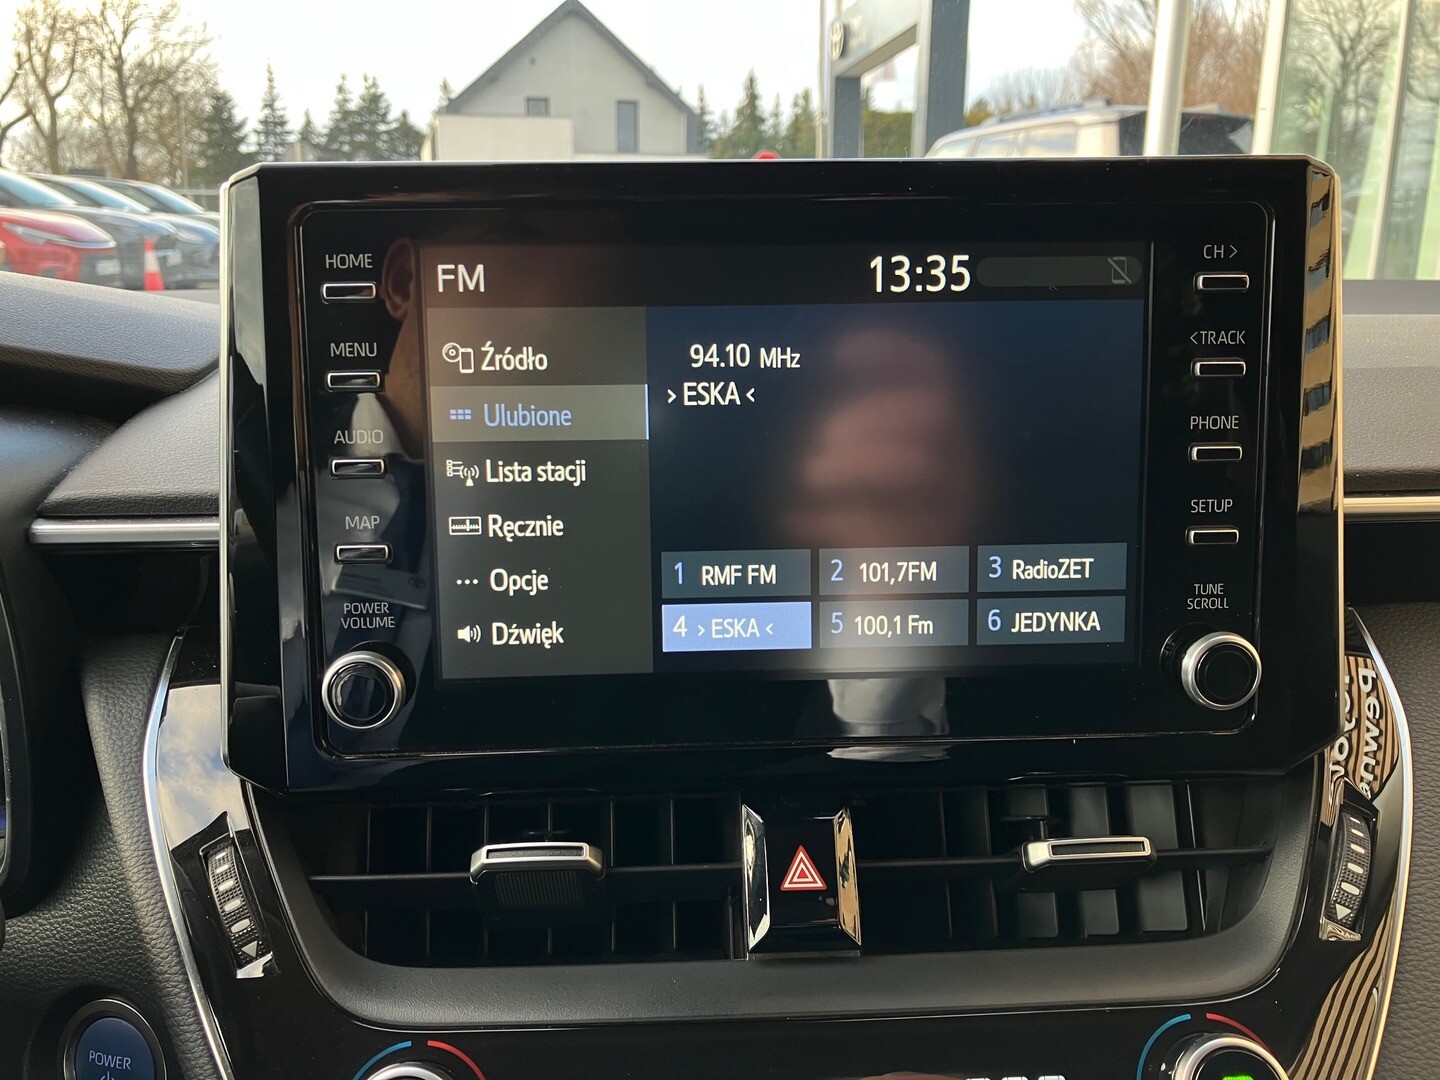 HOME
MENU
AUDIO
MAP
POWER
VOLUME
FM
13:35
Źródło
Ulubione
Lista stacji
Ręcznie
Opcje
Dźwięk
94.10 MHz
› ESKA ‹
1 RMF FM
2 101,7FM
3 RadioZET
4 › ESKA ‹
5 100,1 Fm
6 JEDYNKA
CH >
< TRACK
PHONE
SETUP
TUNE
SCROLL
POWER